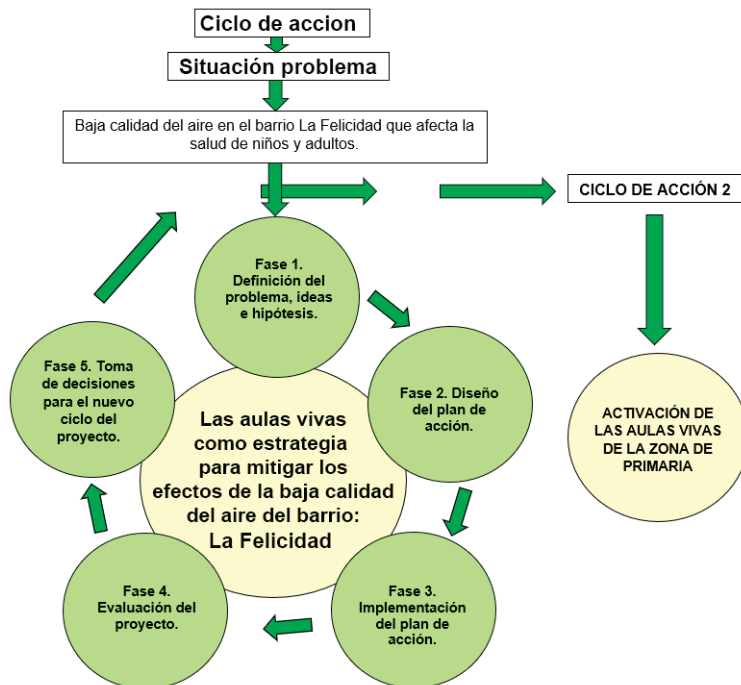 Ciclo de accion
Situación problema
Baja calidad del aire en el barrio La Felicidad que afecta la
salud de niños y adultos.
CICLO DE ACCIÓN 2
Fase 1.
Definición del
problema, ideas
e hipótesis.
Fase 2. Diseño
del plan de
acción.
Fase 3.
Implementación
del plan de
acción.
Fase 4.
Evaluación del
proyecto.
Fase 5. Toma
de decisiones
para el nuevo
ciclo del
proyecto.
Las aulas vivas
como estrategia
para mitigar los
efectos de la baja calidad
del aire del barrio:
La Felicidad
ACTIVACIÓN DE
LAS AULAS VIVAS
DE LA ZONA DE
PRIMARIA